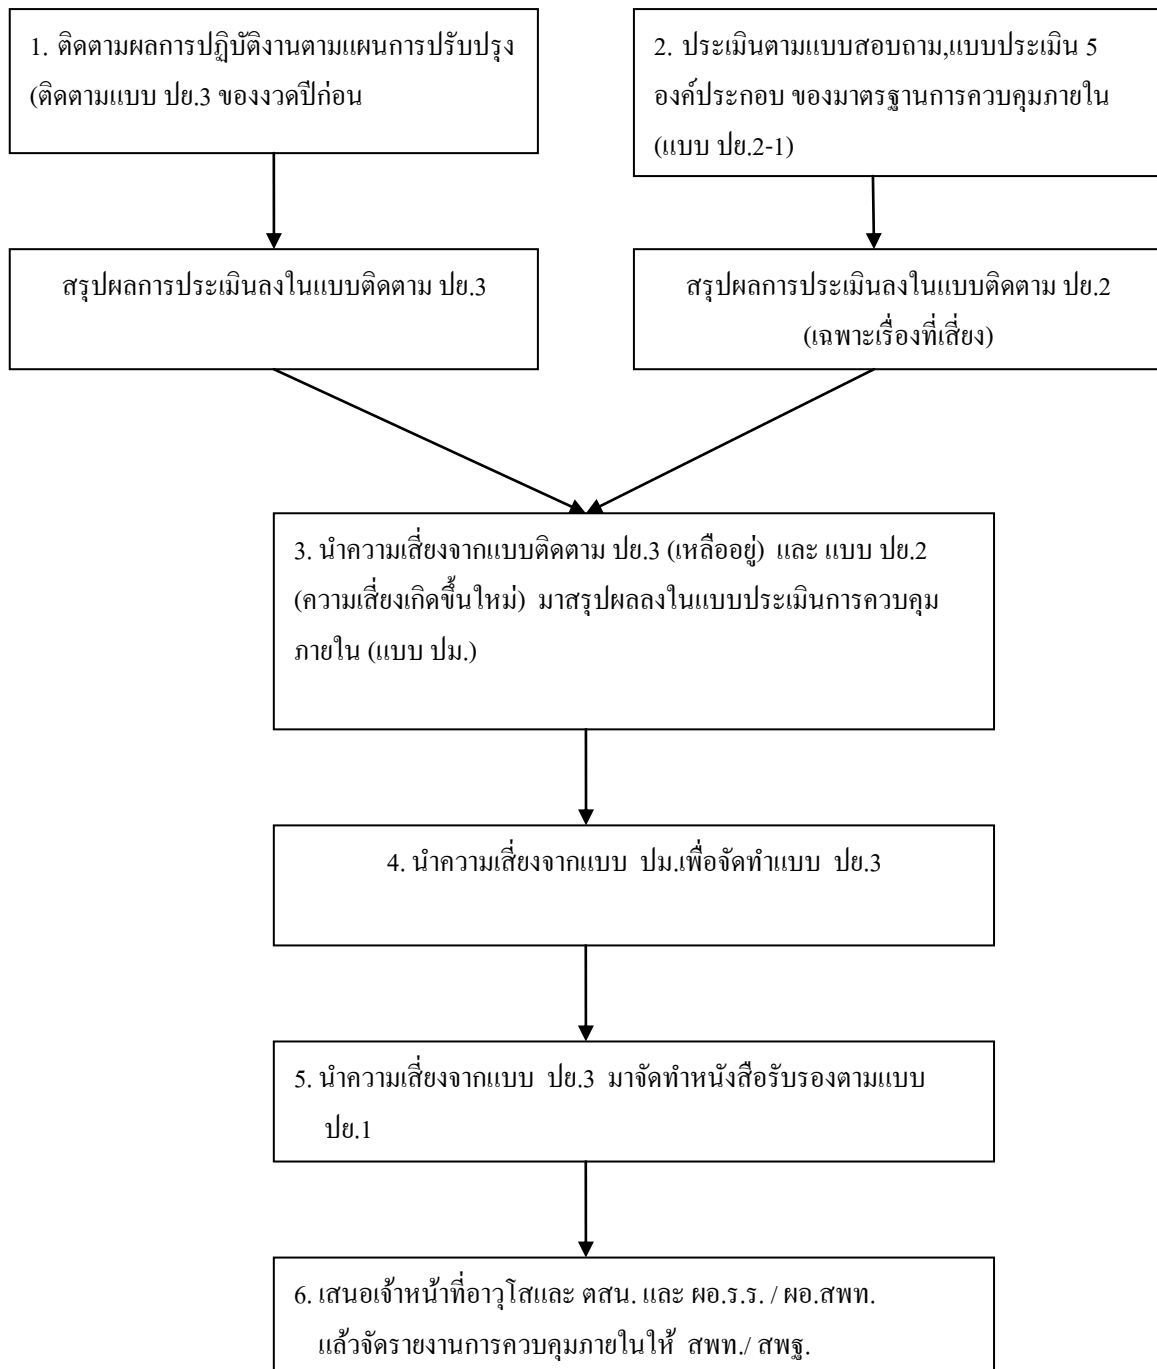 1. ติดตามผลการปฏิบัติงานตามแผนการปรับปรุง
(ติดตามแบบ ปย.3 ของงวดปีก่อน
2. ประเมินตามแบบสอบถาม,แบบประเมิน 5
องค์ประกอบ ของมาตรฐานการควบคุมภายใน
(แบบ ปย.2-1)
สรุปผลการประเมินลงในแบบติดตาม ปย.3
สรุปผลการประเมินลงในแบบติดตาม ปย.2
(เฉพาะเรื่องที่เสี่ยง)
3. นำความเสี่ยงจากแบบติดตาม ปย.3 (เหลืออยู่) และ แบบ ปย.2
(ความเสี่ยงเกิดขึ้นใหม่) มาสรุปผลลงในแบบประเมินการควบคุม
ภายใน (แบบ ปม.)
4. นำความเสี่ยงจากแบบ ปม.เพื่อจัดทำแบบ ปย.3
5. นำความเสี่ยงจากแบบ ปย.3 มาจัดทำหนังสือรับรองตามแบบ
ปย.1
6. เสนอเจ้าหน้าที่อาวุโสและ ตสน. และ ผอ.ร.ร. / ผอ.สพท.
แล้วจัดรายงานการควบคุมภายในให้ สพท./ สพฐ.